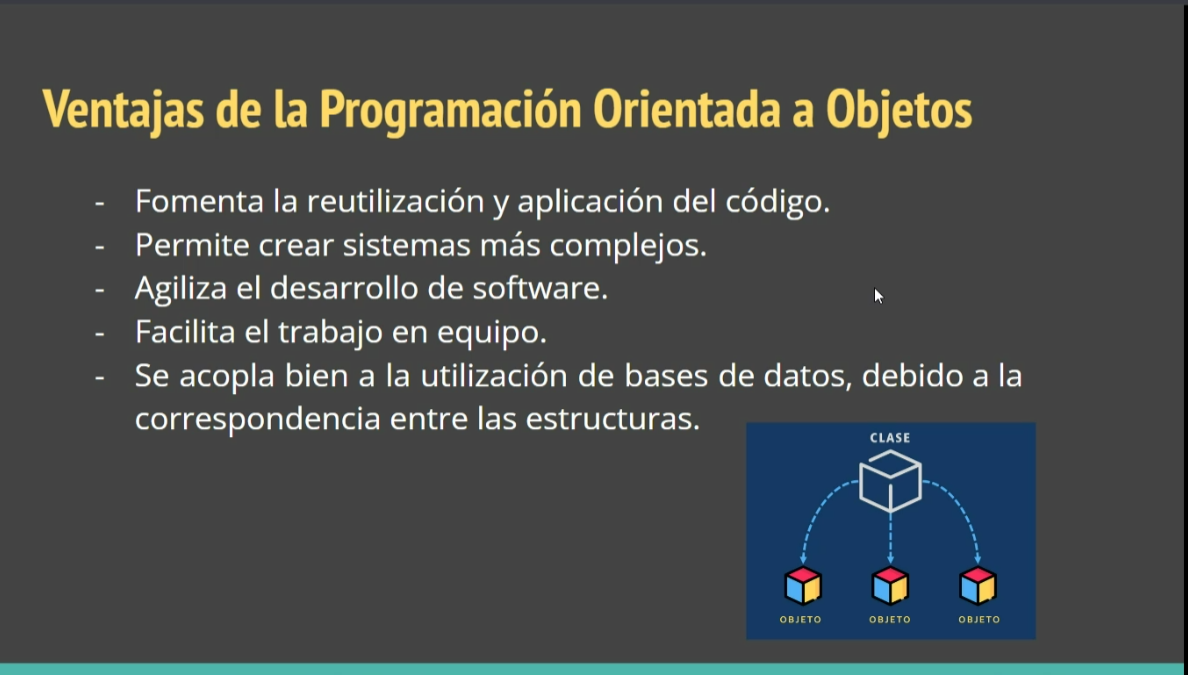 Ventajas de la Programación Orientada a Objetos
- Fomenta la reutilización y aplicación del código.
- Permite crear sistemas más complejos.
- Agiliza el desarrollo de software.
- Facilita el trabajo en equipo.
- Se acopla bien a la utilización de bases de datos, debido a la
correspondencia entre las estructuras.
CLASE
OBJETO OBJETO OBJETO